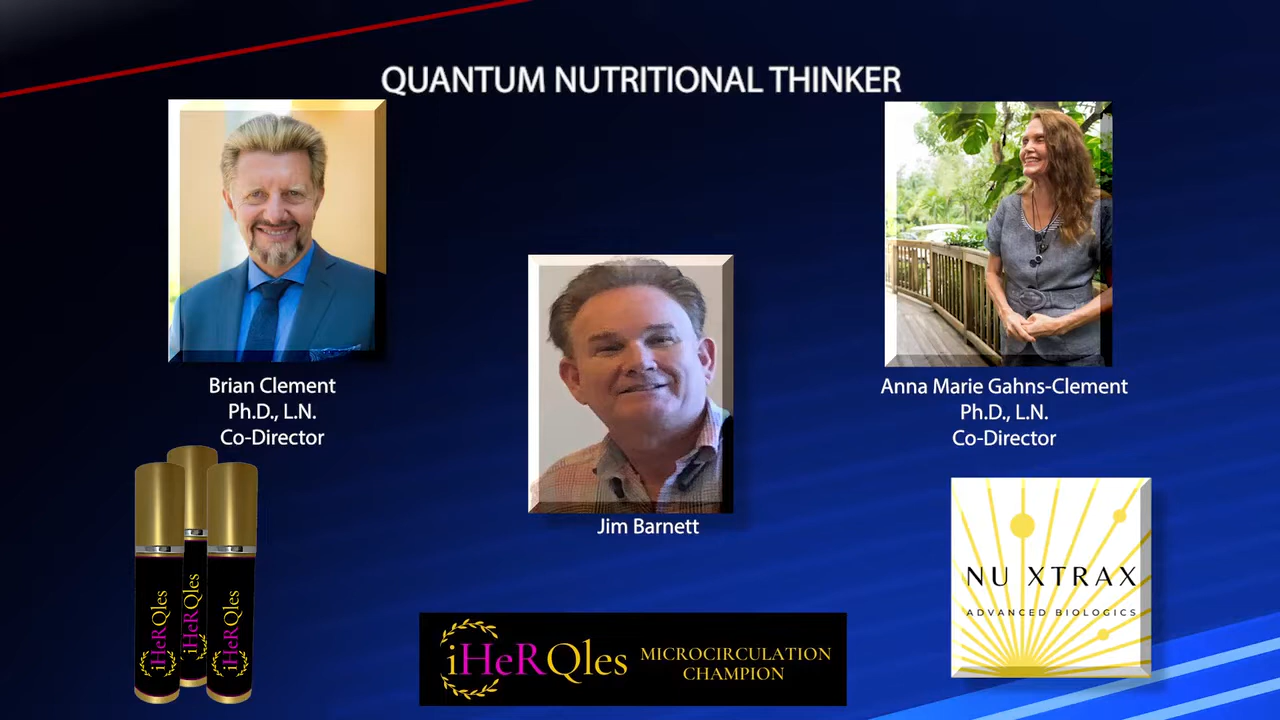 QUANTUM NUTRITIONAL THINKER
Brian Clement
Ph.D., L.N.
Co-Director
Jim Barnett
Anna Marie Gahns-Clement
Ph.D., L.N.
Co-Director
iHeRQles
iHeRQles
iHeRQles
iHeRQles
MICROCIRCULATION
CHAMPION
NU XTRAX
ADVANCED BIOLOGICS